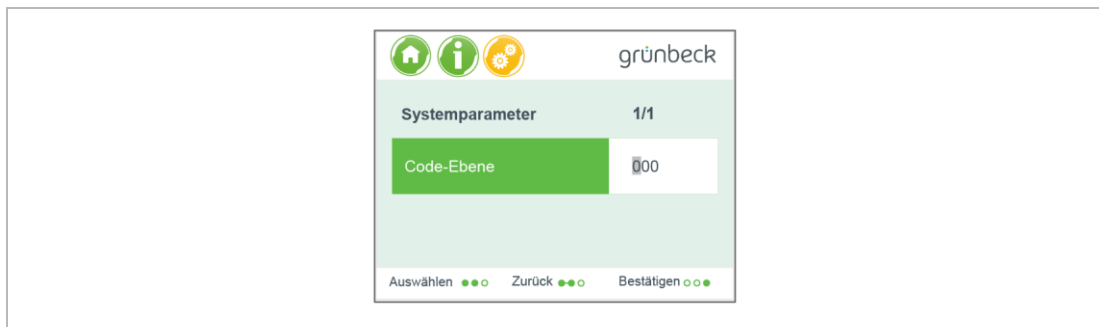 grünbeck
Systemparameter 1/1
Code-Ebene 000
Auswählen Zurück Bestätigen